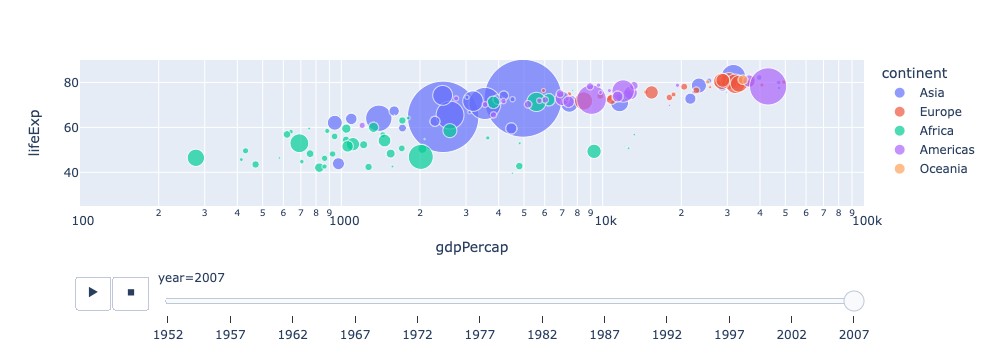 continent
Asia
Europe
Africa
Americas
Oceania
lifeExp
80
60
40
100 2 3 4 5 6 7 8 9 1000 2 3 4 5 6 7 8 9 10k 2 3 4 5 6 7 8 9 100k
gdpPercap
year=2007
1952 1957 1962 1967 1972 1977 1982 1987 1992 1997 2002 2007